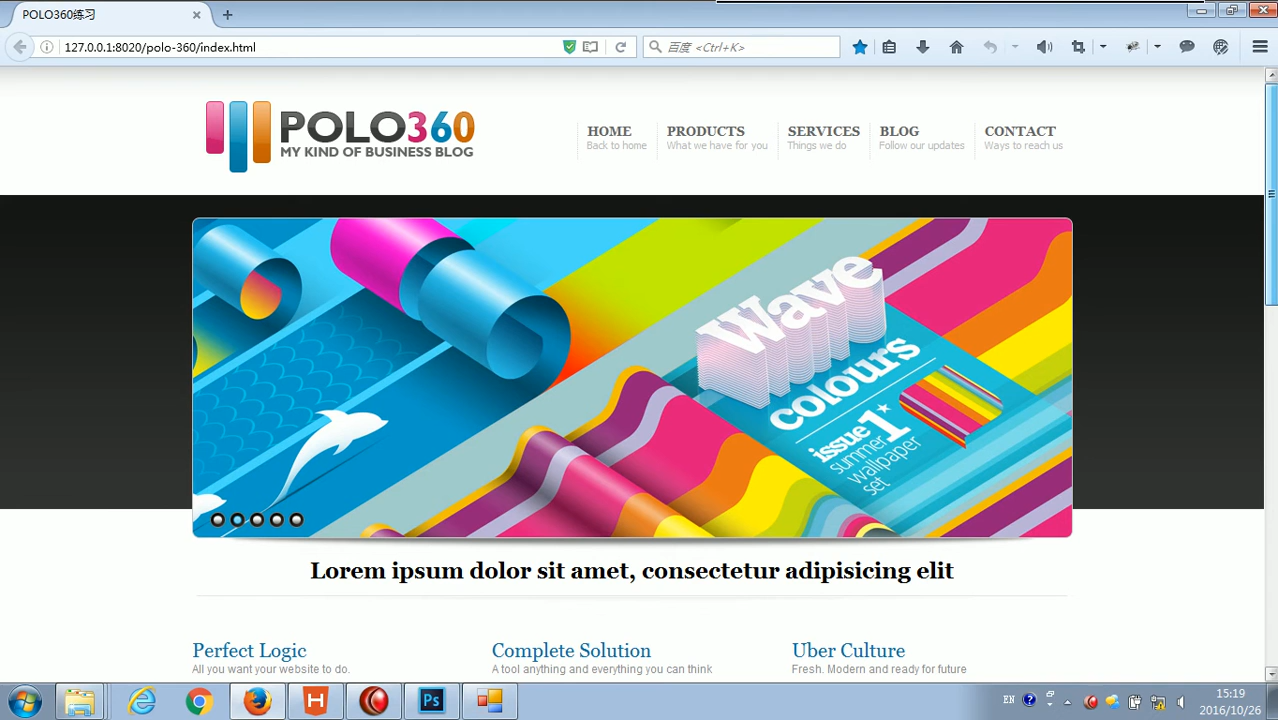 POLO360练习
127.0.0.1:8020/polo-360/index.html
百度 <Ctrl+K>
POLO360
MY KIND OF BUSINESS BLOG
HOME
Back to home
PRODUCTS
What we have for you
SERVICES
Things we do
BLOG
Follow our updates
CONTACT
Ways to reach us
Wave
colours
issue 1
summer
wallpaper
set
Lorem ipsum dolor sit amet, consectetur adipisicing elit
Perfect Logic
All you want your website to do.
Complete Solution
A tool anything and everything you can think
Uber Culture
Fresh. Modern and ready for future
H
Ps
EN
15:19
2016/10/26